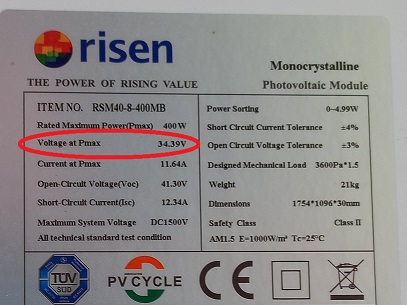 risen
THE POWER OF RISING VALUE
Monocrystalline
Photovoltaic Module
ITEM NO. RSM40-8-400MB
Rated Maximum Power(Pmax) 400W
Voltage at Pmax 34.39V
Current at Pmax 11.64A
Open-Circuit Voltage(Voc) 41.30V
Short-Circuit Current(Isc) 12.34A
Maximum System Voltage DC1500V
All technical standard test condition
Power Sorting 0~4.99W
Short Circuit Current Tolerance ±4%
Open Circuit Voltage Tolerance ±3%
Designed Mechanical Load 3600Pa*1.5
Weight 21kg
Dimensions 1754*1096*30mm
Safety Class Class II
AM1.5 E=1000W/m² Tc=25°C
TÜV
SUD
PV CYCLE
CE